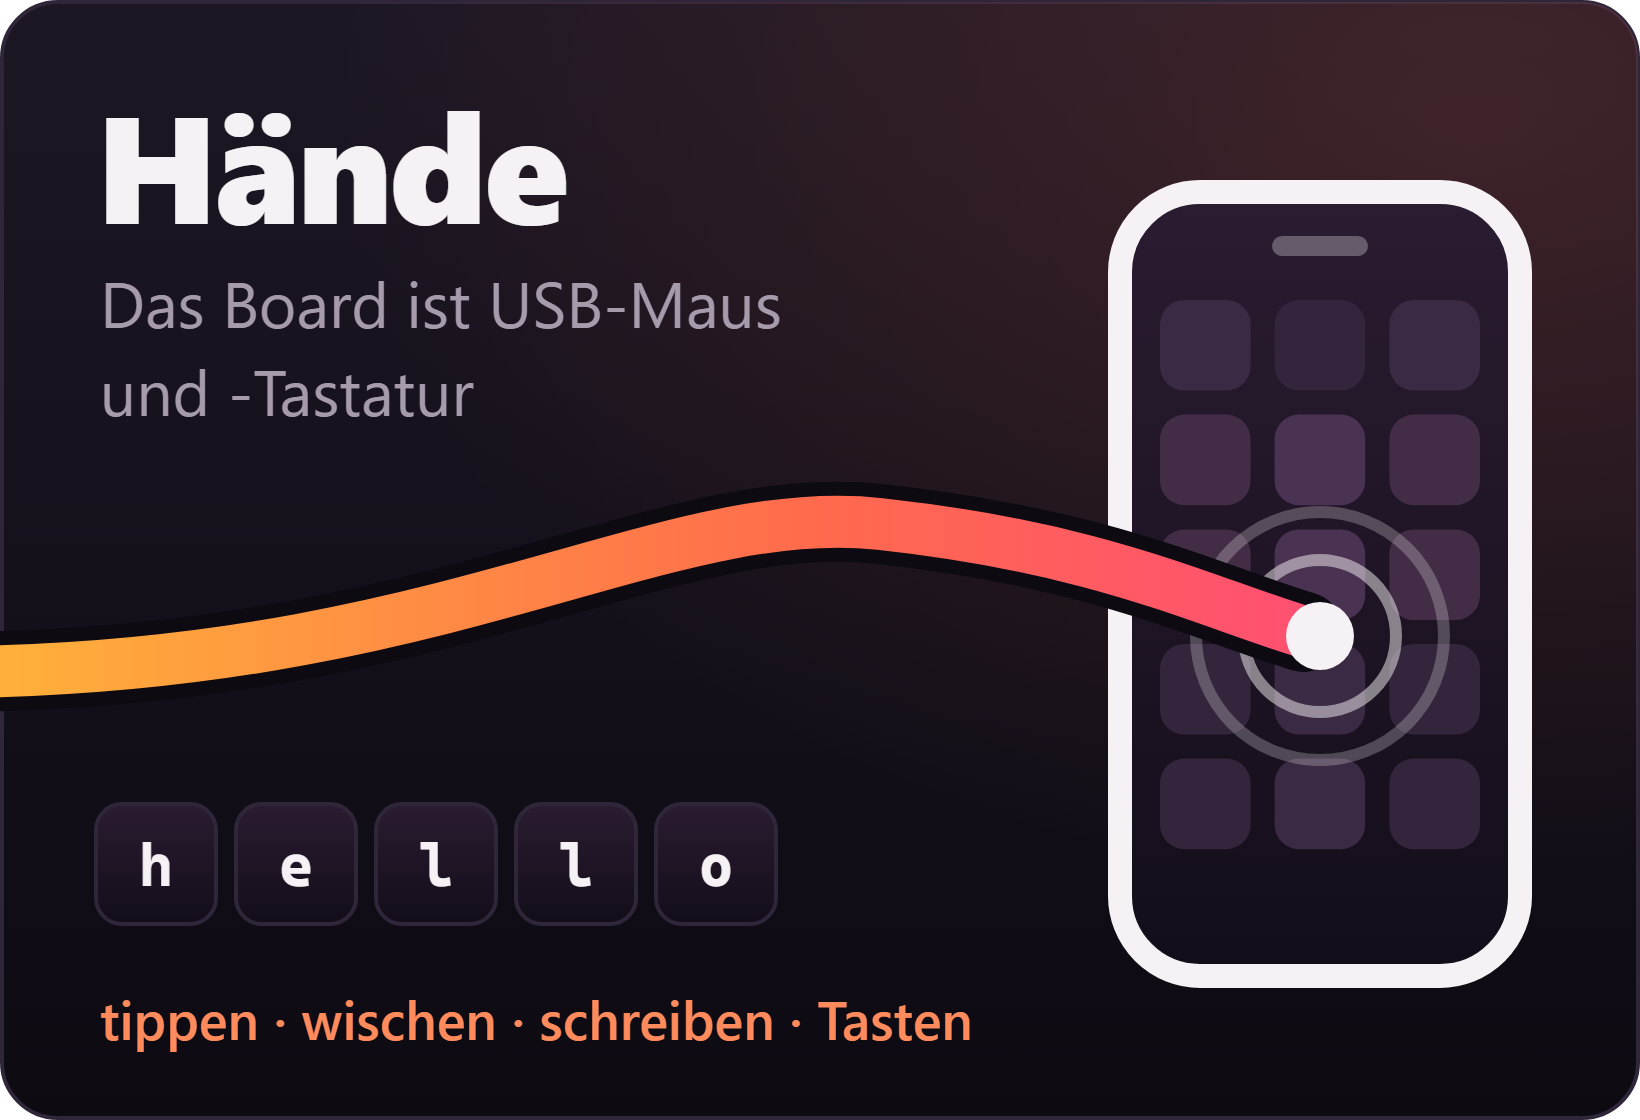 Hände
Das Board ist USB-Maus
und -Tastatur
h e l l o
tippen · wischen · schreiben · Tasten